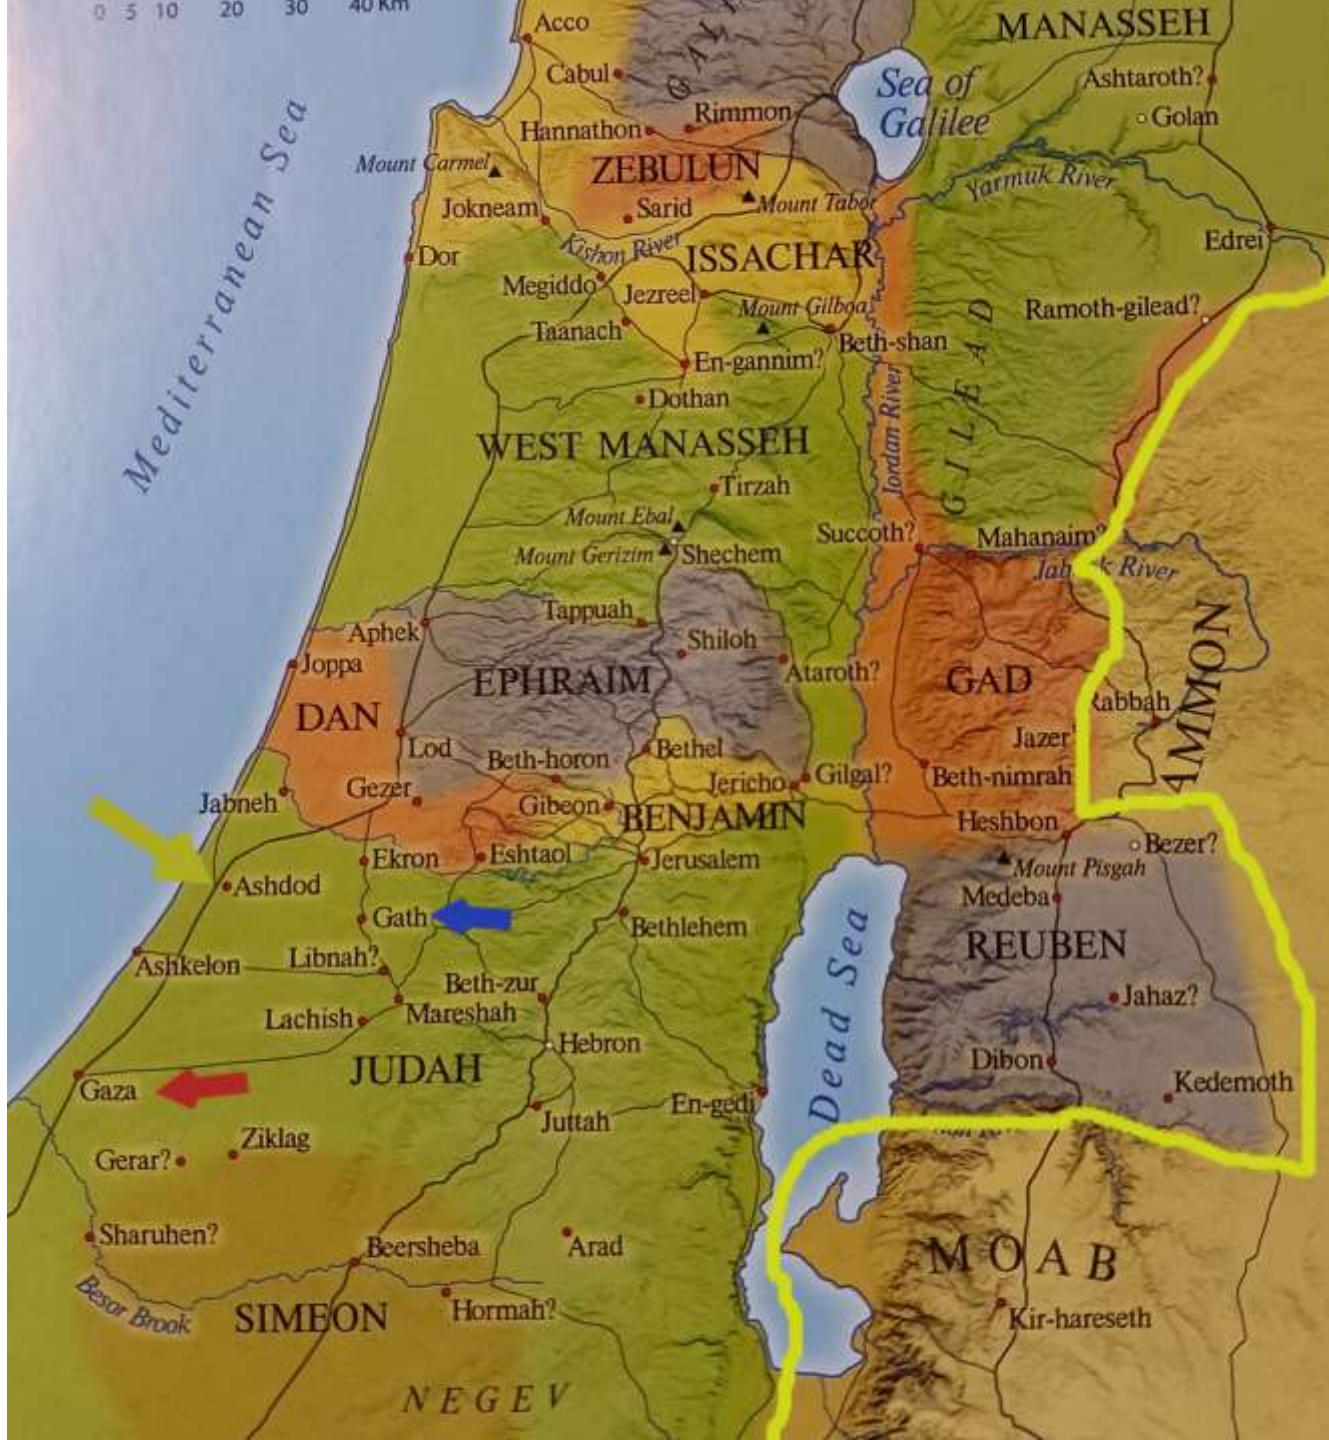 0 5 10 20 30 40 Km
Acco
MANASSEH
Cabul
Sea of
Galilee
Ashtaroth?
Golan
Rimmon
Hannathon
Mount Carmel
ZEBULUN
Yarmuk River
Jokneam
Sarid
Mount Tabor
Mediterranean Sea
Kishon River
Edrei
Dor
ISSACHAR
Megiddo
Jezreel
Mount Gilboa
Ramoth-gilead?
Taanach
Beth-shan
GILEAD
En-gannim?
Dothan
Jordan River
WEST MANASSEH
Tirzah
Mount Ebal
Succoth?
Mahanaim?
Mount Gerizim
Shechem
River
Tappuah
Aphek
Shiloh
AMMON
Joppa
Ataroth?
EPHRAIM
GAD
DAN
Rabbah
Lod
Bethel
Jazer
Beth-horon
Jericho
Gilgal?
Beth-nimrah
Jabneh
Gezer
Gibeon
BENJAMIN
Heshbon
Bezer?
Ekron
Eshtaol
Jerusalem
Mount Pisgah
Ashdod
Medeba
Gath
Bethlehem
REUBEN
Ashkelon
Libnah?
Dead Sea
Beth-zur
Jahaz?
Lachish
Mareshah
Hebron
JUDAH
Dibon
Gaza
Kedemoth
En-gedi
Juttah
Ziklag
Gerar?
Sharuhen?
Beersheba
Arad
MOAB
Besor Brook
SIMEON
Hormah?
Kir-hareseth
NEGEV